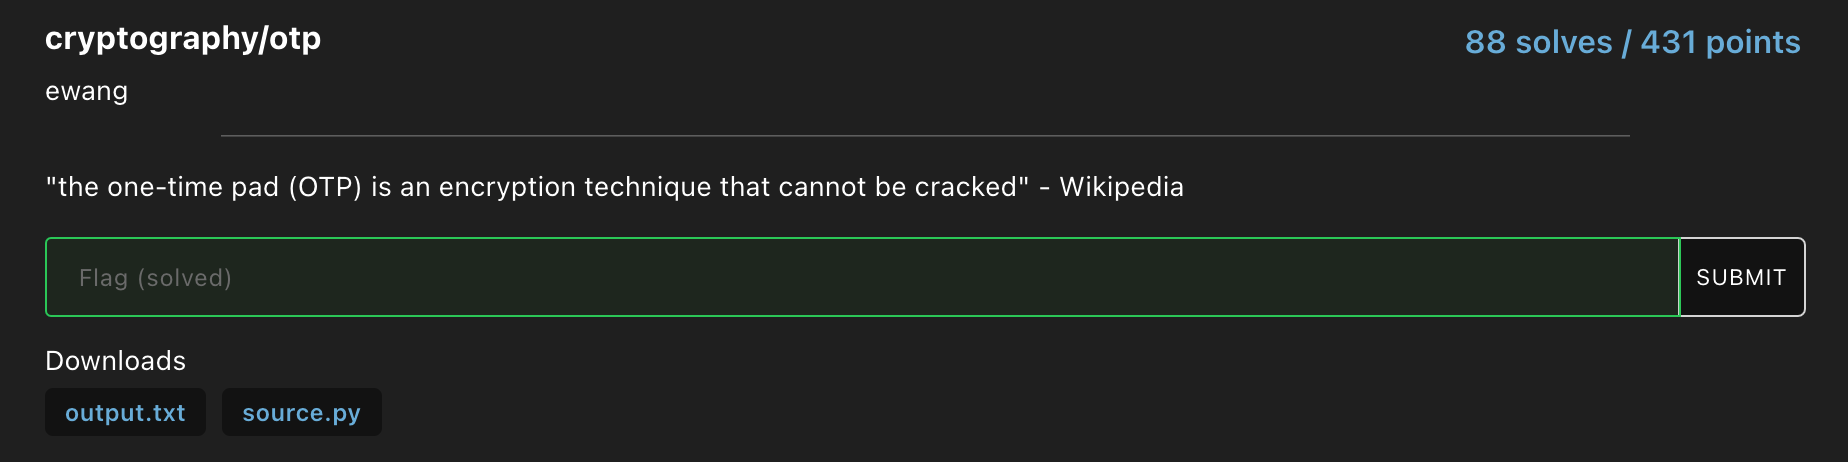 cryptography/otp
88 solves / 431 points
ewang
"the one-time pad (OTP) is an encryption technique that cannot be cracked" - Wikipedia
Flag (solved)
SUBMIT
Downloads
output.txt
source.py